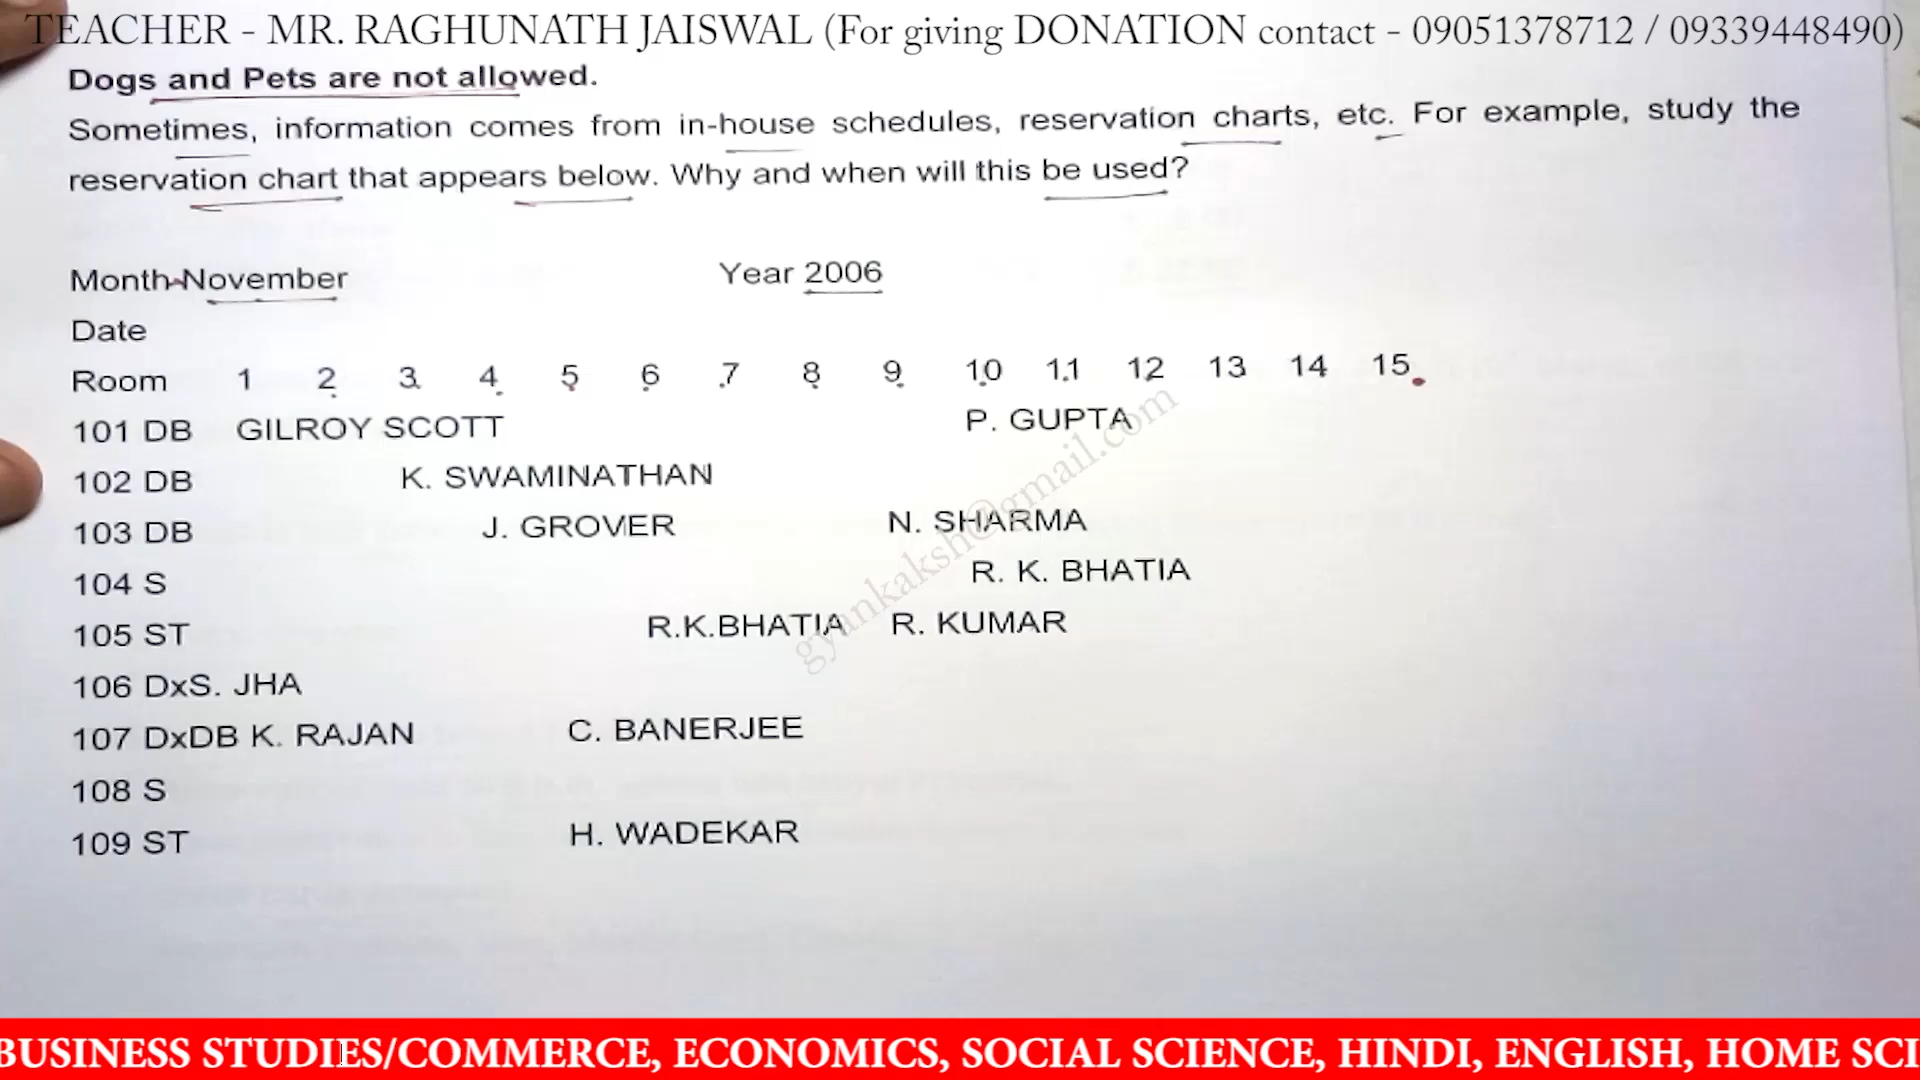 TEACHER - MR. RAGHUNATH JAISWAL (For giving DONATION contact - 09051378712 / 09339448490)
Dogs and Pets are not allowed.
Sometimes, information comes from in-house schedules, reservation charts, etc. For example, study the
reservation chart that appears below. Why and when will this be used?
Month-November Year 2006
Date
Room 1 2 3 4 5 6 7 8 9 10 11 12 13 14 15
101 DB GILROY SCOTT P. GUPTA
102 DB K. SWAMINATHAN
103 DB J. GROVER N. SHARMA
104 S R. K. BHATIA
105 ST R.K.BHATIA R. KUMAR
106 DxS. JHA
107 DxDB K. RAJAN C. BANERJEE
108 S
109 ST H. WADEKAR
gyankaksh@gmail.com
BUSINESS STUDIES/COMMERCE, ECONOMICS, SOCIAL SCIENCE, HINDI, ENGLISH, HOME SCI